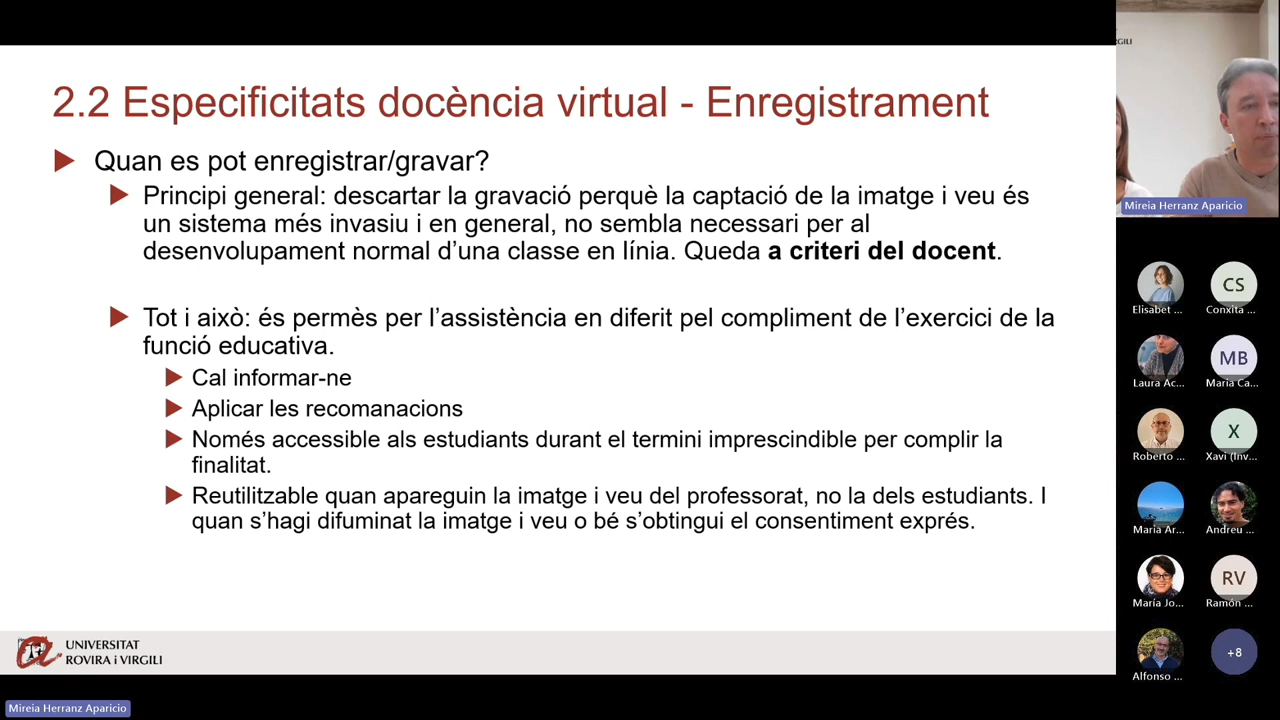 2.2 Especificitats docència virtual - Enregistrament
Quan es pot enregistrar/gravar?
Principi general: descartar la gravació perquè la captació de la imatge i veu és
un sistema més invasiu i en general, no sembla necessari per al
desenvolupament normal d’una classe en línia. Queda a criteri del docent.
Tot i això: és permès per l’assistència en diferit pel compliment de l’exercici de la
funció educativa.
Cal informar-ne
Aplicar les recomanacions
Només accessible als estudiants durant el termini imprescindible per complir la
finalitat.
Reutilitzable quan apareguin la imatge i veu del professorat, no la dels estudiants. I
quan s’hagi difuminat la imatge i veu o bé s’obtingui el consentiment exprés.
UNIVERSITAT
ROVIRA i VIRGILI
Mireia Herranz Aparicio
RGILI
Mireia Herranz Aparicio
Elisabet ...
CS
Conxita ...
Laura Ac...
MB
Maria Ca...
Roberto ...
X
Xavi (Inv...
Maria Ar...
Andreu ...
María Jo...
RV
Ramón ...
Alfonso ...
+8